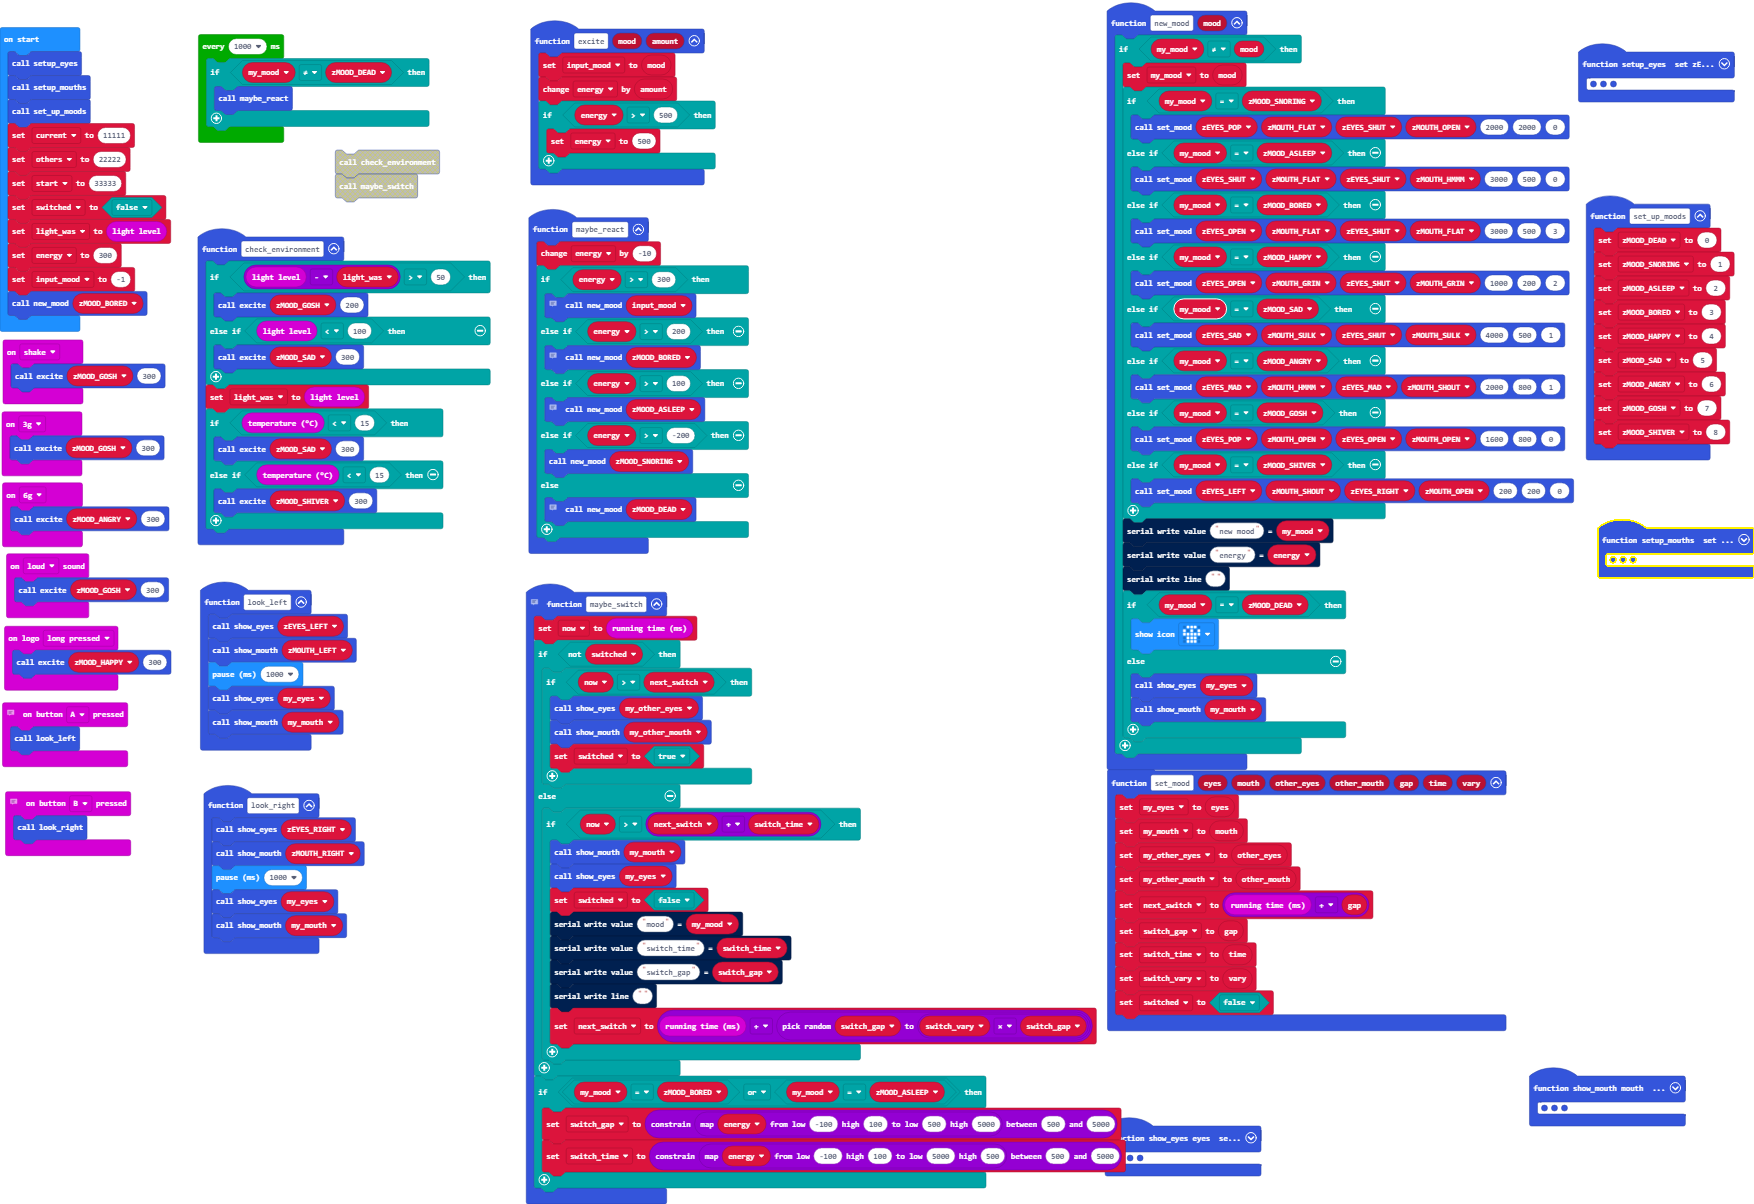 on start
call setup_eyes
call setup_mouths
call set_up_moods
set current to 11111
set others to 22222
set start to 33333
set switched to false
set light_was to light level
set energy to 300
set input_mood to -1
call new_mood zMOOD_BORED
on shake
call excite zMOOD_GOSH 300
on 3g
call excite zMOOD_GOSH 300
on 6g
call excite zMOOD_ANGRY 300
on loud sound
call excite zMOOD_GOSH 300
on logo long pressed
call excite zMOOD_HAPPY 300
on button A pressed
call look_left
on button B pressed
call look_right
every 1000 ms
if my_mood ≠ zMOOD_DEAD then
call maybe_react
call check_environment
call maybe_switch
function check_environment
if light level - light_was > 50 then
call excite zMOOD_GOSH 200
else if light level < 100 then
call excite zMOOD_SAD 300
set light_was to light level
if temperature (°C) < 15 then
call excite zMOOD_SAD 300
else if temperature (°C) < 15 then
call excite zMOOD_SHIVER 300
function look_left
call show_eyes zEYES_LEFT
call show_mouth zMOUTH_LEFT
pause (ms) 1000
call show_eyes my_eyes
call show_mouth my_mouth
function look_right
call show_eyes zEYES_RIGHT
call show_mouth zMOUTH_RIGHT
pause (ms) 1000
call show_eyes my_eyes
call show_mouth my_mouth
function excite mood amount
set input_mood to mood
change energy by amount
if energy > 500 then
set energy to 500
function maybe_react
change energy by -10
if energy > 300 then
call new_mood input_mood
else if energy > 200 then
call new_mood zMOOD_BORED
else if energy > 100 then
call new_mood zMOOD_ASLEEP
else if energy > -200 then
call new_mood zMOOD_SNORING
else
call new_mood zMOOD_DEAD
function maybe_switch
set now to running time (ms)
if not switched then
if now > next_switch then
call show_eyes my_other_eyes
call show_mouth my_other_mouth
set switched to true
else
if now > next_switch + switch_time then
call show_mouth my_mouth
call show_eyes my_eyes
set switched to false
serial write value "mood" = my_mood
serial write value "switch_time" = switch_time
serial write value "switch_gap" = switch_gap
serial write line " "
set next_switch to running time (ms) + pick random switch_gap to switch_vary × switch_gap
if my_mood = zMOOD_BORED or my_mood = zMOOD_ASLEEP then
set switch_gap to constrain map energy from low -100 high 100 to low 500 high 5000 between 500 and 5000
set switch_time to constrain map energy from low -100 high 100 to low 5000 high 500 between 500 and 5000
function new_mood mood
if my_mood ≠ mood then
set my_mood to mood
if my_mood = zMOOD_SNORING then
call set_mood zEYES_POP zMOUTH_FLAT zEYES_SHUT zMOUTH_OPEN 2000 2000 0
else if my_mood = zMOOD_ASLEEP then
call set_mood zEYES_SHUT zMOUTH_FLAT zEYES_SHUT zMOUTH_HMMM 3000 500 0
else if my_mood = zMOOD_BORED then
call set_mood zEYES_OPEN zMOUTH_FLAT zEYES_SHUT zMOUTH_FLAT 3000 500 3
else if my_mood = zMOOD_HAPPY then
call set_mood zEYES_OPEN zMOUTH_GRIN zEYES_SHUT zMOUTH_GRIN 1000 200 2
else if my_mood = zMOOD_SAD then
call set_mood zEYES_SAD zMOUTH_SULK zEYES_SHUT zMOUTH_SULK 4000 500 1
else if my_mood = zMOOD_ANGRY then
call set_mood zEYES_MAD zMOUTH_HMMM zEYES_MAD zMOUTH_SHOUT 2000 800 1
else if my_mood = zMOOD_GOSH then
call set_mood zEYES_POP zMOUTH_OPEN zEYES_OPEN zMOUTH_OPEN 1600 800 0
else if my_mood = zMOOD_SHIVER then
call set_mood zEYES_LEFT zMOUTH_SHOUT zEYES_RIGHT zMOUTH_OPEN 200 200 0
serial write value "new mood" = my_mood
serial write value "energy" = energy
serial write line " "
if my_mood = zMOOD_DEAD then
show icon
else
call show_eyes my_eyes
call show_mouth my_mouth
function set_mood eyes mouth other_eyes other_mouth gap time vary
set my_eyes to eyes
set my_mouth to mouth
set my_other_eyes to other_eyes
set my_other_mouth to other_mouth
set next_switch to running time (ms) + gap
set switch_gap to gap
set switch_time to time
set switch_vary to vary
set switched to false
ction show_eyes eyes se...
function setup_eyes set zE...
function set_up_moods
set zMOOD_DEAD to 0
set zMOOD_SNORING to 1
set zMOOD_ASLEEP to 2
set zMOOD_BORED to 3
set zMOOD_HAPPY to 4
set zMOOD_SAD to 5
set zMOOD_ANGRY to 6
set zMOOD_GOSH to 7
set zMOOD_SHIVER to 8
function setup_mouths set ...
function show_mouth mouth ...